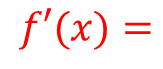 f′(x) =